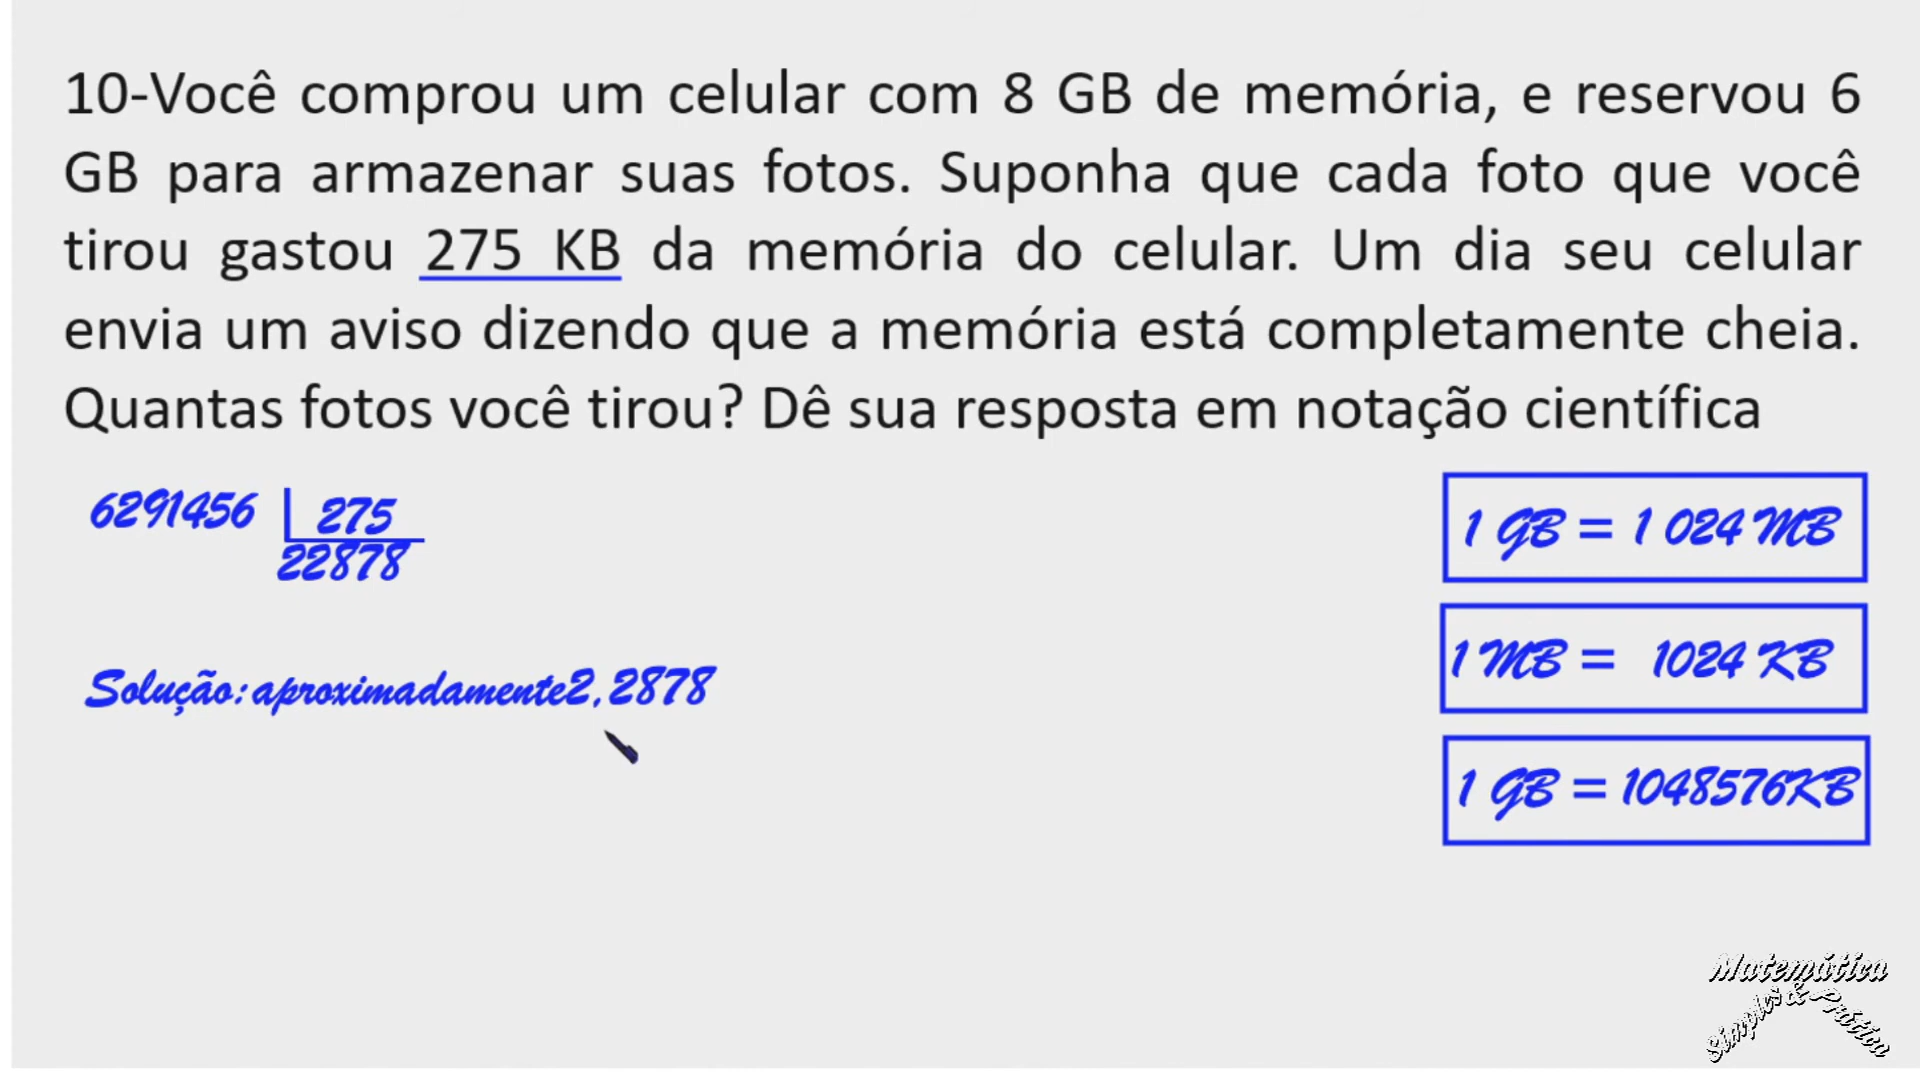 10-Você comprou um celular com 8 GB de memória, e reservou 6
GB para armazenar suas fotos. Suponha que cada foto que você
tirou gastou 275 KB da memória do celular. Um dia seu celular
envia um aviso dizendo que a memória está completamente cheia.
Quantas fotos você tirou? Dê sua resposta em notação científica
6291456 275
22878
Solução: aproximadamente2,2878
1 GB = 1 024 MB
1 MB = 1024 KB
1 GB = 1048576KB
Matemática
Simples & Prática